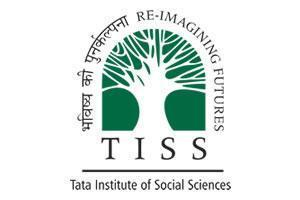 भविष्य की पुनर्कल्पना
RE-IMAGINING FUTURES
TISS
Tata Institute of Social Sciences